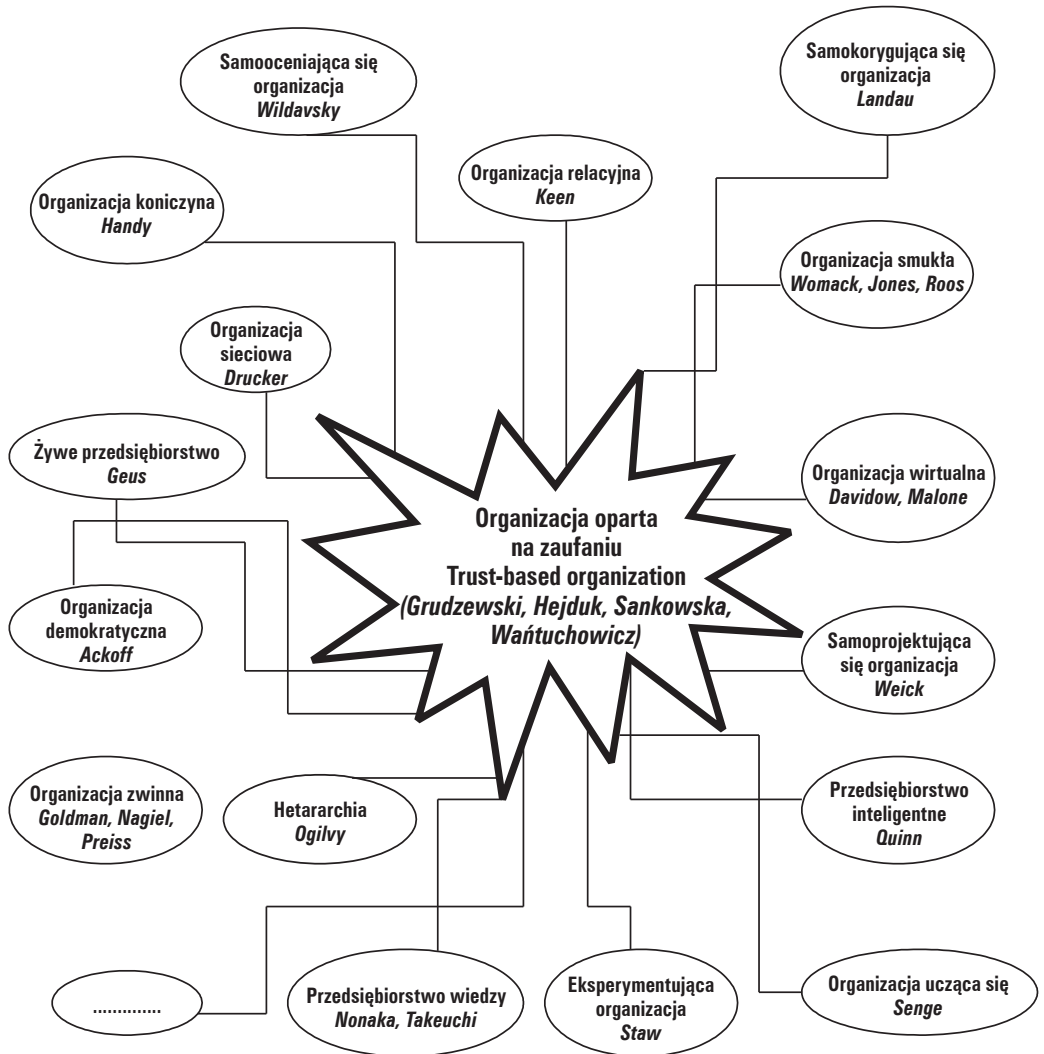 Samooceniająca się
organizacja
Wildavsky
Samokorygująca się
organizacja
Landau
Organizacja relacyjna
Keen
Organizacja koniczyna
Handy
Organizacja smukła
Womack, Jones, Roos
Organizacja
sieciowa
Drucker
Żywe przedsiębiorstwo
Geus
Organizacja wirtualna
Davidow, Malone
Organizacja oparta
na zaufaniu
Trust-based organization
(Grudzewski, Hejduk, Sankowska,
Wańtuchowicz)
Organizacja
demokratyczna
Ackoff
Samoprojektująca
się organizacja
Weick
Organizacja zwinna
Goldman, Nagiel,
Preiss
Hetararchia
Ogilvy
Przedsiębiorstwo
inteligentne
Quinn
..............
Przedsiębiorstwo wiedzy
Nonaka, Takeuchi
Eksperymentująca
organizacja
Staw
Organizacja ucząca się
Senge